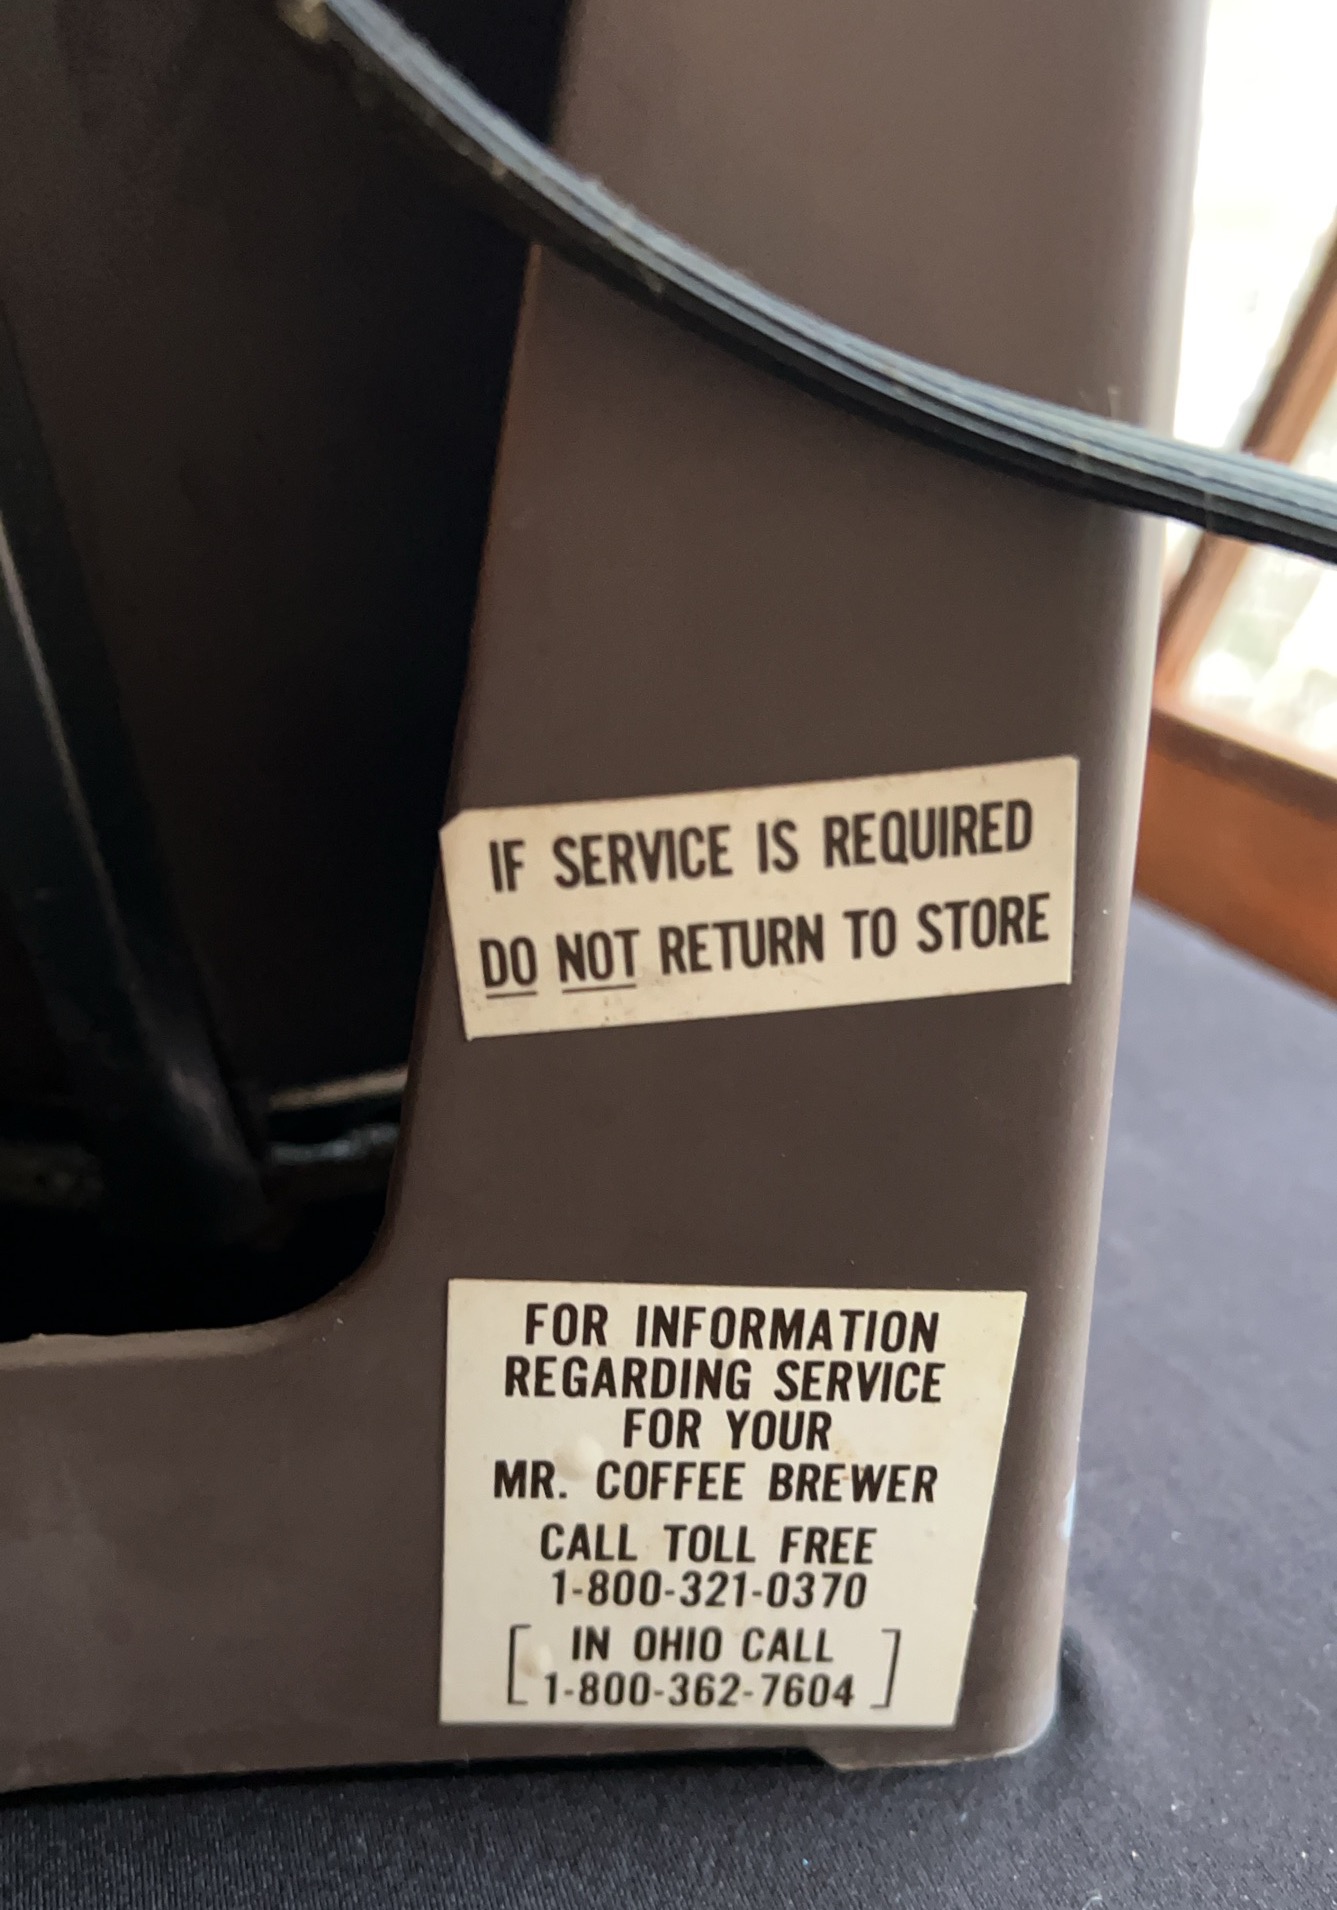 IF SERVICE IS REQUIRED
DO NOT RETURN TO STORE
FOR INFORMATION
REGARDING SERVICE
FOR YOUR
MR. COFFEE BREWER
CALL TOLL FREE
1-800-321-0370
[IN OHIO CALL
1-800-362-7604]